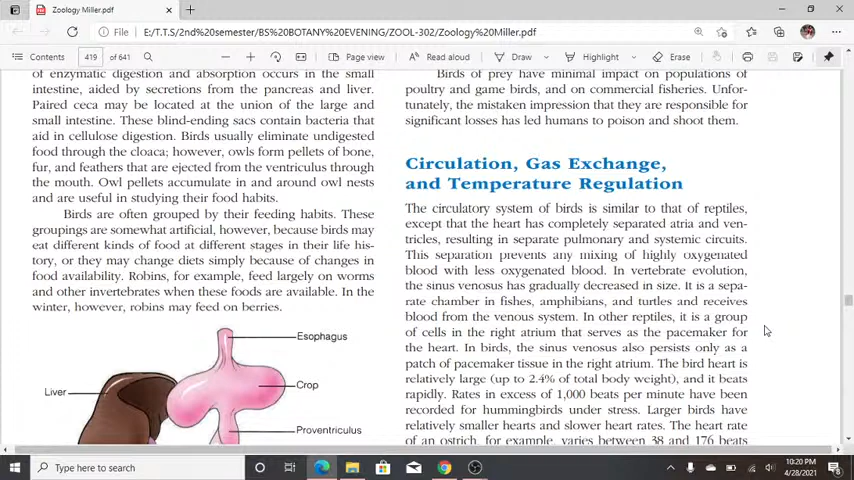 Zoology Miller.pdf
File
E:/T.T.S/2nd%20semester/BS%20BOTANY%20EVENING/ZOOL-302/Zoology%20Miller.pdf
Contents
419
of 641
Page view
Draw
Highlight
Erase
of enzymatic digestion and absorption occurs in the small
intestine, aided by secretions from the pancreas and liver.
Paired ceca may be located at the union of the large and
small intestine. These blind-ending sacs contain bacteria that
aid in cellulose digestion. Birds usually eliminate undigested
food through the cloaca; however, owls form pellets of bone,
fur, and feathers that are ejected from the ventriculus through
the mouth. Owl pellets accumulate in and around owl nests
and are useful in studying their food habits.
Birds are often grouped by their feeding habits. These
groupings are somewhat artificial, however, because birds may
eat different kinds of food at different stages in their life his-
tory, or they may change diets simply because of changes in
food availability. Robins, for example, feed largely on worms
and other invertebrates when these foods are available. In the
winter, however, robins may feed on berries.
Esophagus
Liver
Crop
Proventriculus
Birds of prey have minimal impact on populations of
poultry and game birds, and on commercial fisheries. Unfor-
tunately, the mistaken impression that they are responsible for
significant losses has led humans to poison and shoot them.
Circulation, Gas Exchange,
and Temperature Regulation
The circulatory system of birds is similar to that of reptiles,
except that the heart has completely separated atria and ven-
tricles, resulting in separate pulmonary and systemic circuits.
This separation prevents any mixing of highly oxygenated
blood with less oxygenated blood. In vertebrate evolution,
the sinus venosus has gradually decreased in size. It is a sepa-
rate chamber in fishes, amphibians, and turtles and receives
blood from the venous system. In other reptiles, it is a group
of cells in the right atrium that serves as the pacemaker for
the heart. In birds, the sinus venosus also persists only as a
patch of pacemaker tissue in the right atrium. The bird heart is
relatively large (up to 2.4% of total body weight), and it beats
rapidly. Rates in excess of 1,000 beats per minute have been
recorded for hummingbirds under stress. Larger birds have
relatively smaller hearts and slower heart rates. The heart rate
of an ostrich, for example, varies between 38 and 176 beats
Type here to search
10:20 PM
4/28/2021